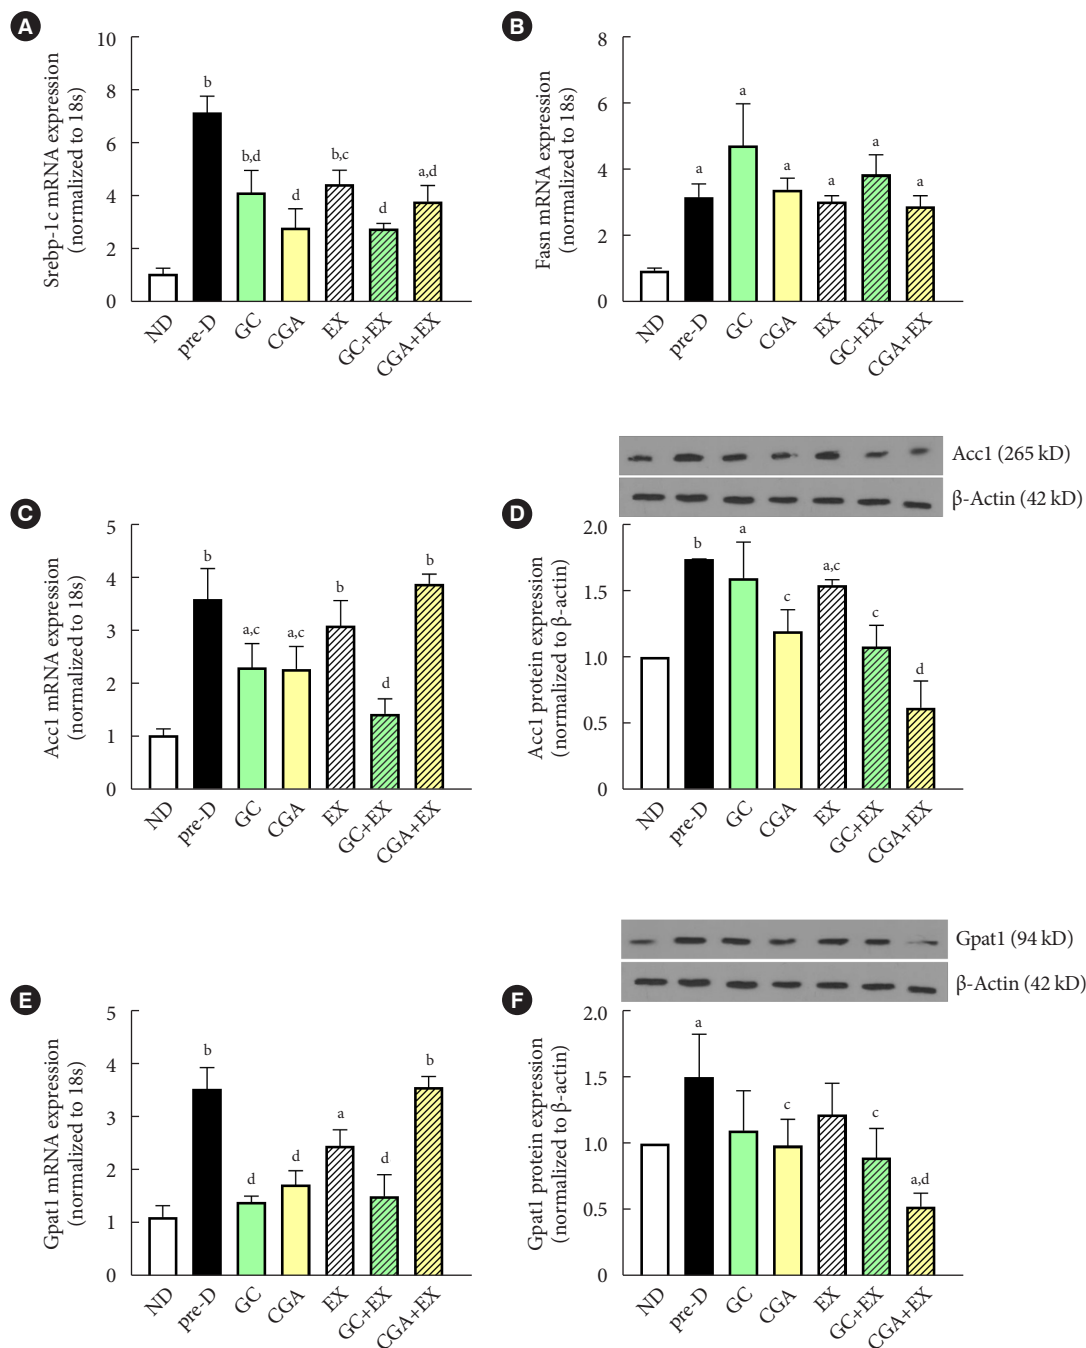 A
Srebp-1c mRNA expression
(normalized to 18s)
10
8
6
4
2
0
b
b,d
d
b,c
d
a,d
ND
pre-D
GC
CGA
EX
GC+EX
CGA+EX
B
Fasn mRNA expression
(normalized to 18s)
8
6
4
2
0
a
a
a
a
a
a
ND
pre-D
GC
CGA
EX
GC+EX
CGA+EX
C
Acc1 mRNA expression
(normalized to 18s)
5
4
3
2
1
0
b
a,c
a,c
b
d
b
ND
pre-D
GC
CGA
EX
GC+EX
CGA+EX
Acc1 (265 kD)
β-Actin (42 kD)
D
Acc1 protein expression
(normalized to β-actin)
2.0
1.5
1.0
0.5
0
b
a
c
a,c
c
d
ND
pre-D
GC
CGA
EX
GC+EX
CGA+EX
E
Gpat1 mRNA expression
(normalized to 18s)
5
4
3
2
1
0
b
d
d
a
d
b
ND
pre-D
GC
CGA
EX
GC+EX
CGA+EX
Gpat1 (94 kD)
β-Actin (42 kD)
F
Gpat1 protein expression
(normalized to β-actin)
2.0
1.5
1.0
0.5
0
a
c
c
a,d
ND
pre-D
GC
CGA
EX
GC+EX
CGA+EX